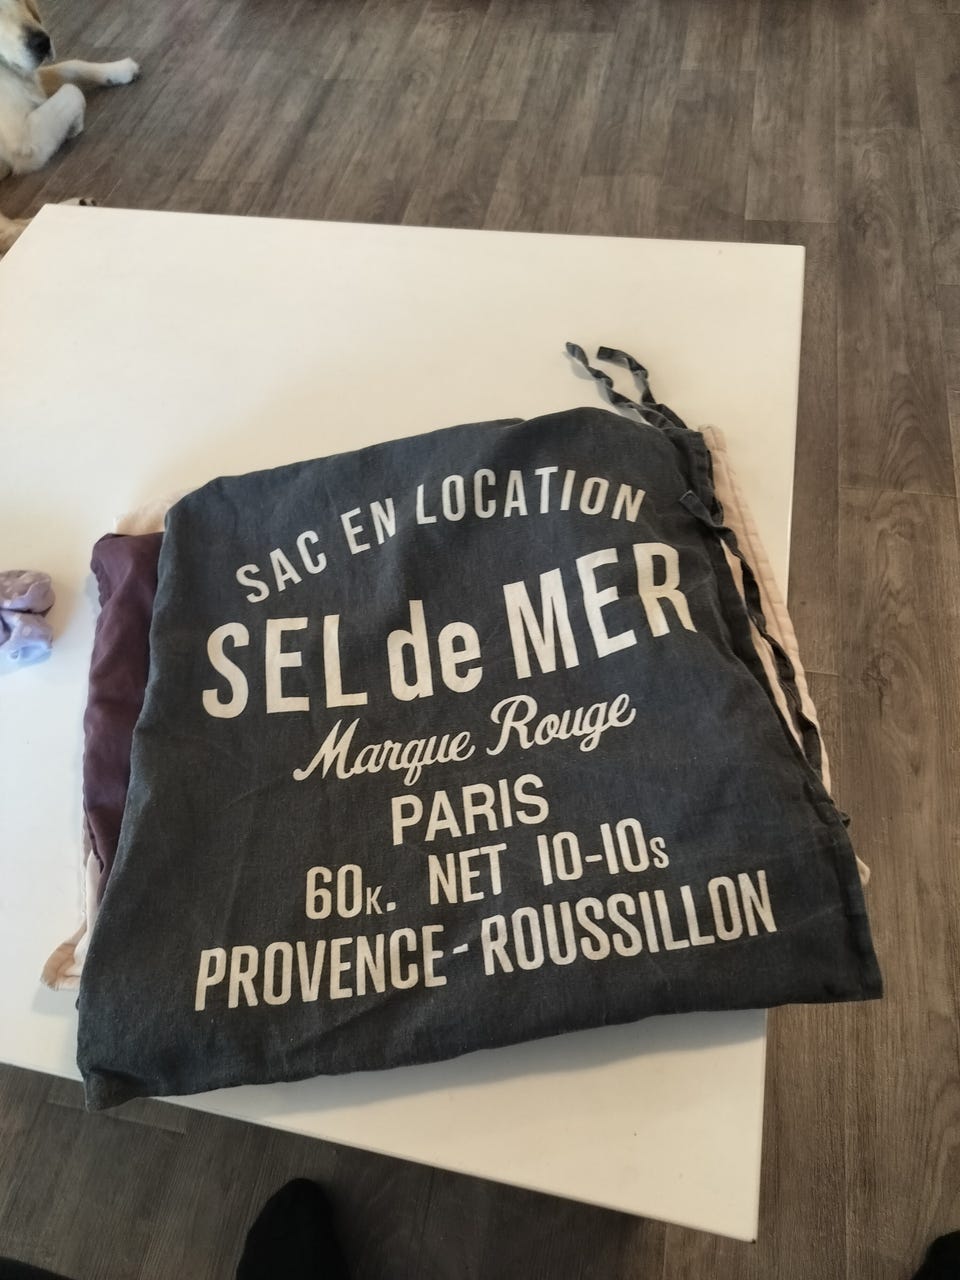 SAC EN LOCATION
SEL de MER
Marque Rouge
PARIS
60K. NET 10-10s
PROVENCE-ROUSSILLON